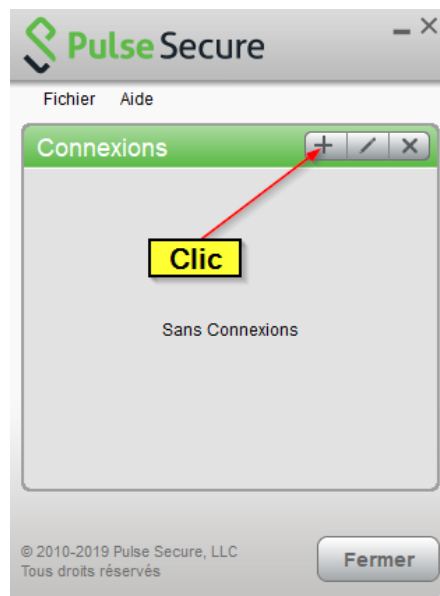 Pulse Secure
Fichier Aide
Connexions
Clic
Sans Connexions
© 2010-2019 Pulse Secure, LLC
Tous droits réservés
Fermer